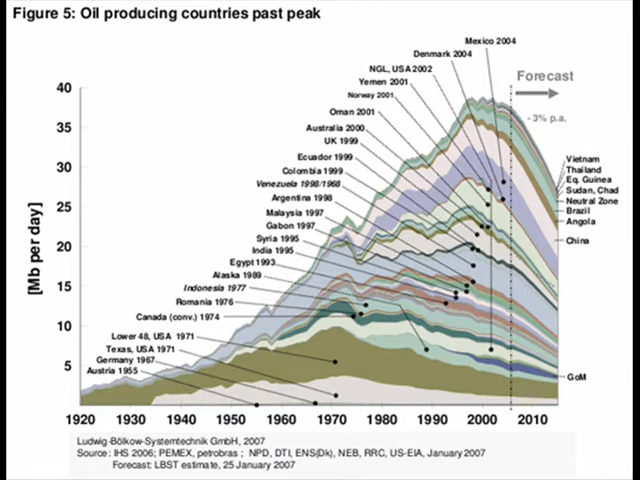 Figure 5: Oil producing countries past peak
Mexico 2004
Denmark 2004
NGL, USA 2002
Yemen 2001
Norway 2001
Oman 2001
Australia 2000
UK 1999
Ecuador 1999
Colombia 1999
Venezuela 1998/1968
Argentina 1998
Malaysia 1997
Gabon 1997
Syria 1995
India 1995
Egypt 1993
Alaska 1989
Indonesia 1977
Romania 1976
Canada (conv.) 1974
Lower 48, USA 1971
Texas, USA 1971
Germany 1967
Austria 1955
Forecast
- 3% p.a.
Vietnam
Thailand
Eq. Guinea
Sudan, Chad
Neutral Zone
Brazil
Angola
China
GoM
[Mb per day]
40
35
30
25
20
15
10
5
1920 1930 1940 1950 1960 1970 1980 1990 2000 2010
Ludwig-Bölkow-Systemtechnik GmbH, 2007
Source: IHS 2006; PEMEX, petrobras ; NPD, DTI, ENS(Dk), NEB, RRC, US-EIA, January 2007
Forecast: LBST estimate, 25 January 2007